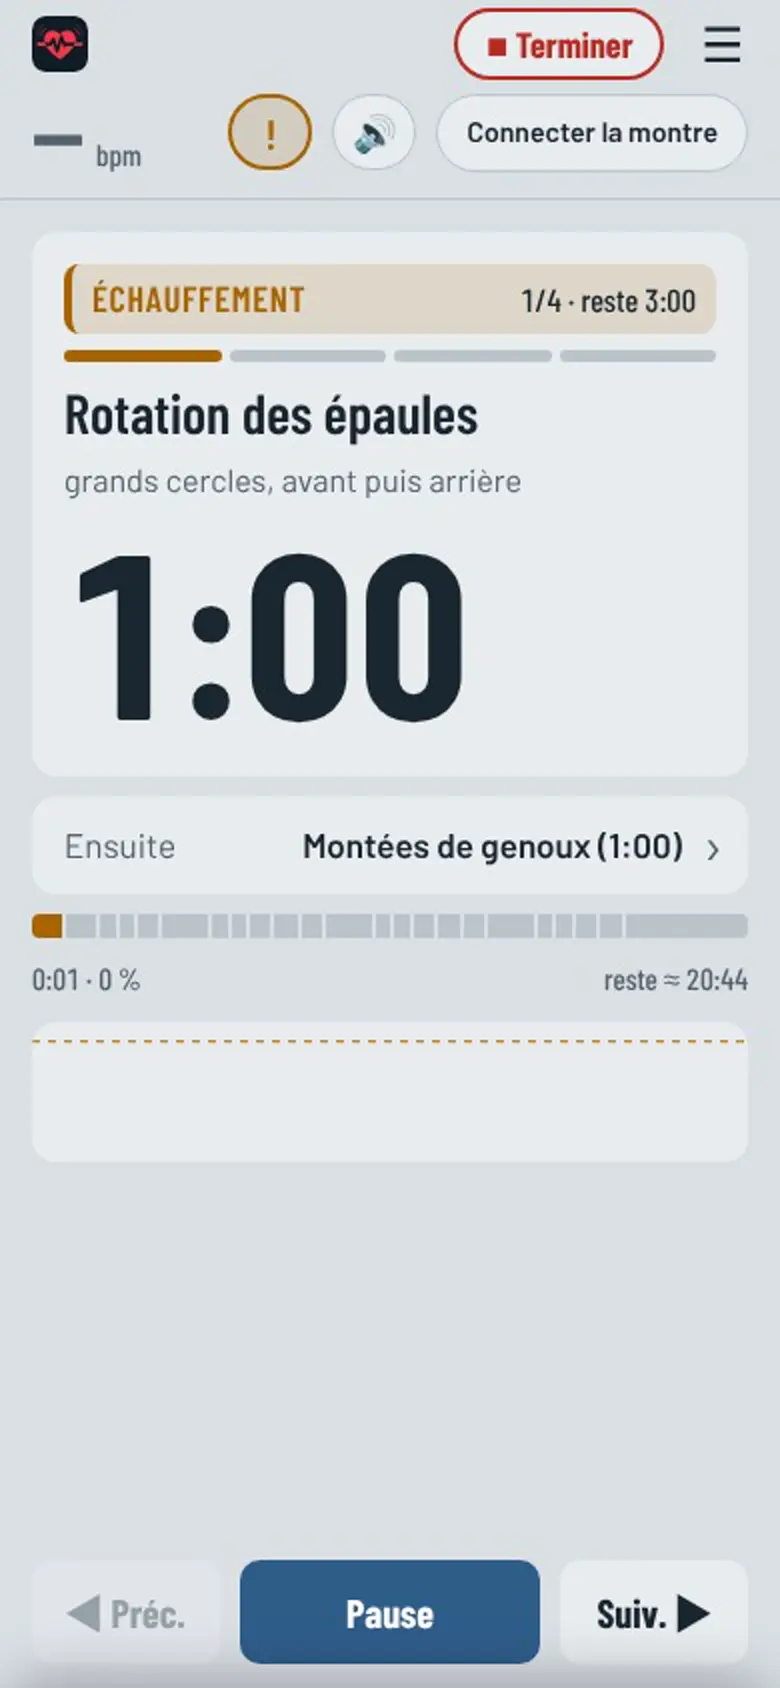 ■ Terminer ☰
— bpm ! 🔊 Connecter la montre
ÉCHAUFFEMENT 1/4 · reste 3:00
Rotation des épaules
grands cercles, avant puis arrière
1:00
Ensuite Montées de genoux (1:00) ›
0:01 · 0 % reste ≈ 20:44
◀ Préc. Pause Suiv. ▶